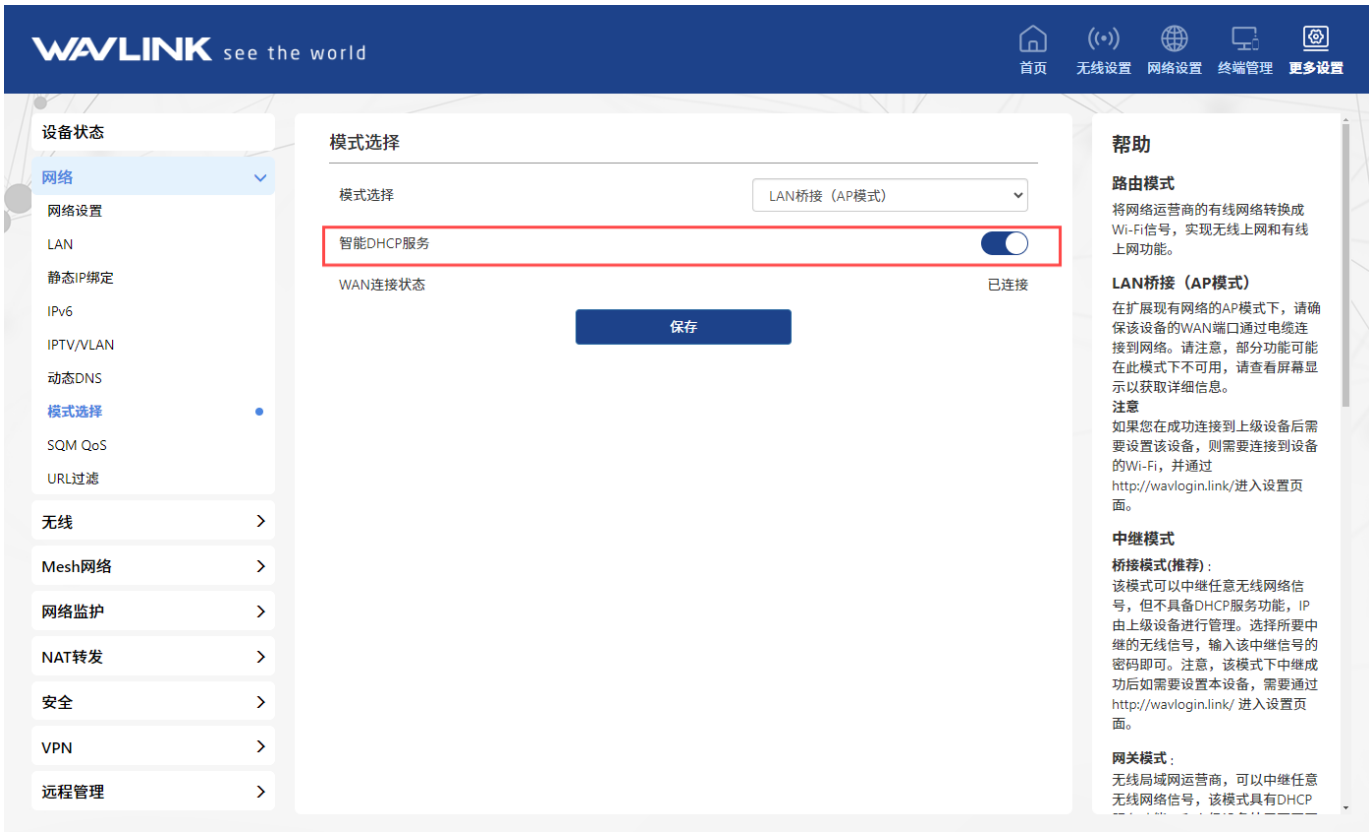 WAVLINK see the world
首页 无线设置 网络设置 终端管理 更多设置
设备状态
网络
网络设置
LAN
静态IP绑定
IPv6
IPTV/VLAN
动态DNS
模式选择
SQM QoS
URL过滤
无线
Mesh网络
网络监护
NAT转发
安全
VPN
远程管理
模式选择
模式选择 LAN桥接（AP模式）
智能DHCP服务
WAN连接状态 已连接
保存
帮助
路由模式
将网络运营商的有线网络转换成
Wi-Fi信号，实现无线上网和有线
上网功能。
LAN桥接（AP模式）
在扩展现有网络的AP模式下，请确
保该设备的WAN端口通过电缆连
接到网络。请注意，部分功能可能
在此模式下不可用，请查看屏幕显
示以获取详细信息。
注意
如果您在成功连接到上级设备后需
要设置该设备，则需要连接到设备
的Wi-Fi，并通过
http://wavlogin.link/进入设置页
面。
中继模式
桥接模式(推荐)：
该模式可以中继任意无线网络信
号，但不具备DHCP服务功能，IP
由上级设备进行管理。选择所要中
继的无线信号，输入该中继信号的
密码即可。注意，该模式下中继成
功后如需要设置本设备，需要通过
http://wavlogin.link/ 进入设置页
面。
网关模式：
无线局域网运营商，可以中继任意
无线网络信号，该模式具有DHCP